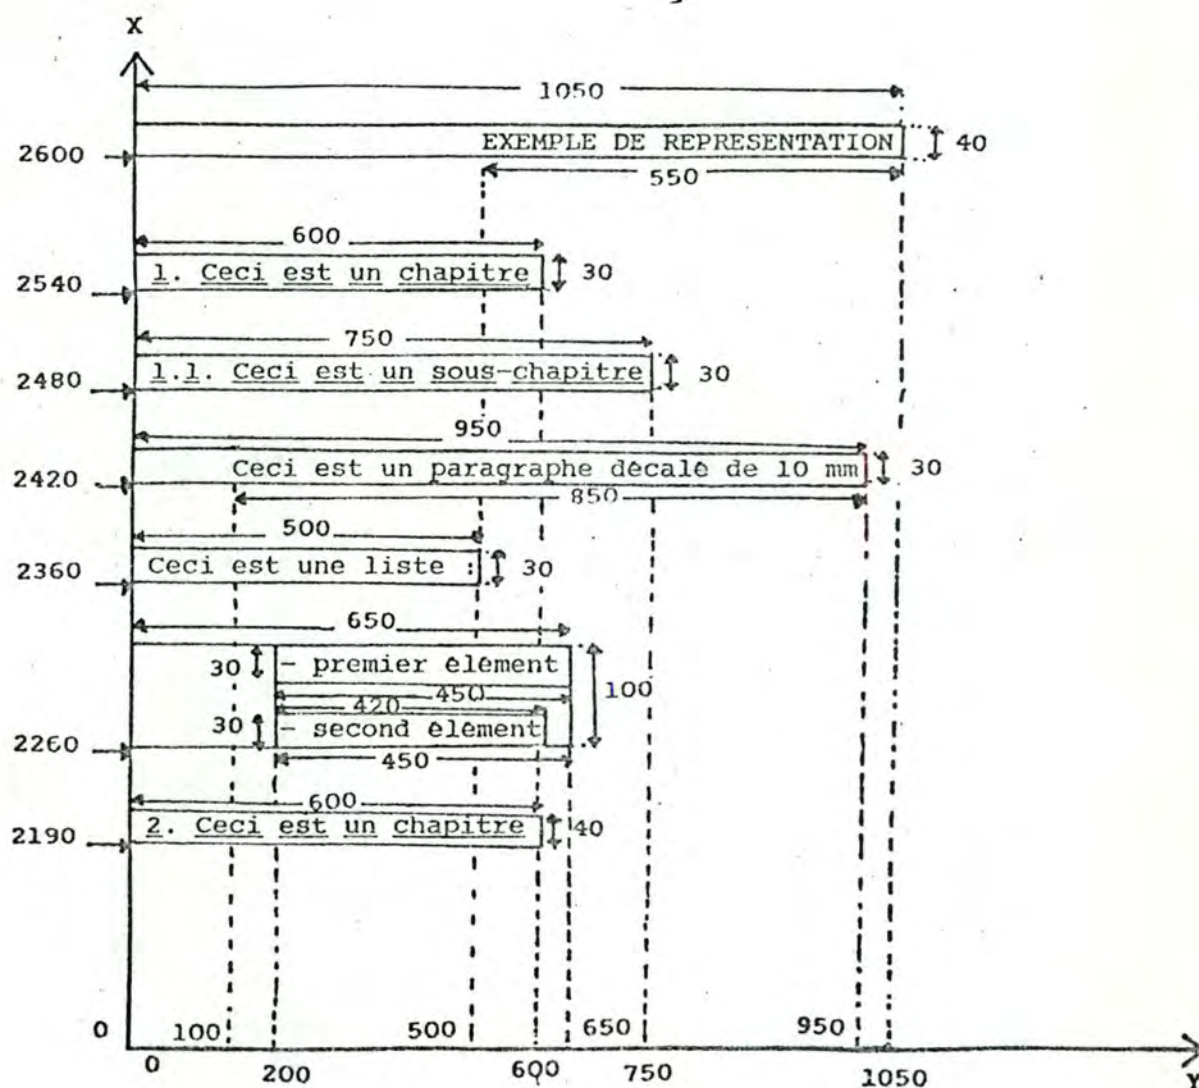 X
1050
2600 EXEMPLE DE REPRESENTATION 40
550
600
2540 1. Ceci est un chapitre 30
750
2480 1.1. Ceci est un sous-chapitre 30
950
2420 Ceci est un paragraphe décalé de 10 mm 30
850
500
2360 Ceci est une liste : 30
650
30 - premier élément
450 100
420
30 - second élément
2260
450
600
2190 2. Ceci est un chapitre 40
0 100 500 650 950
0 200 600 750 1050
Y